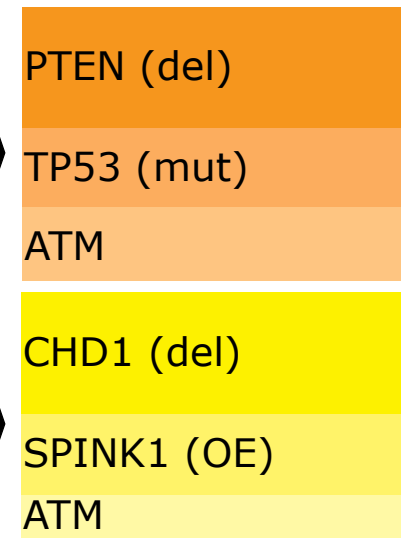 PTEN (del)
TP53 (mut)
ATM
CHD1 (del)
SPINK1 (OE)
ATM